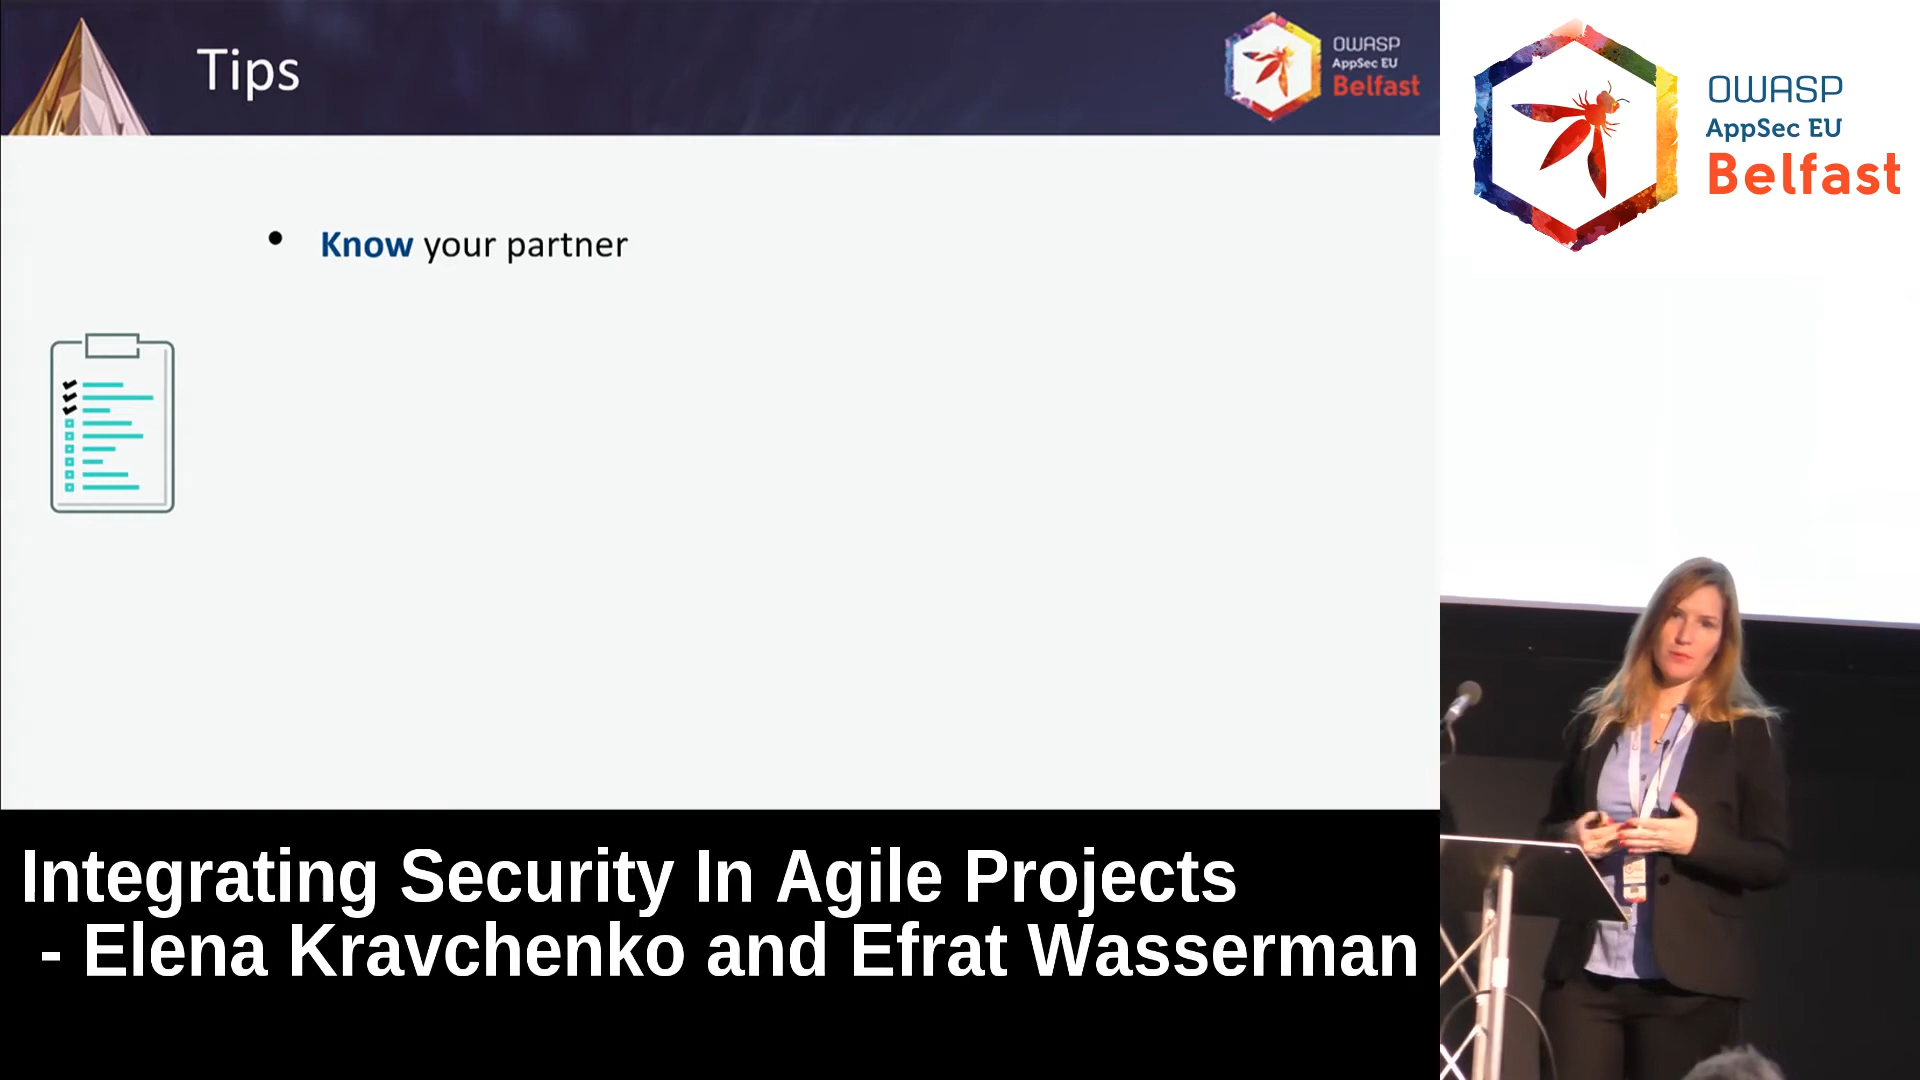 Tips
OWASP
AppSec EU
Belfast
• Know your partner
OWASP
AppSec EU
Belfast
Integrating Security In Agile Projects
- Elena Kravchenko and Efrat Wasserman